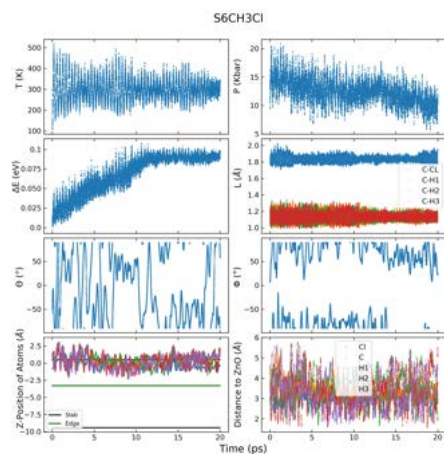 S6CH3Cl
T (K)
500
400
300
200
100
P (Kbar)
20
15
10
ΔE (eV)
0.100
0.075
0.050
0.025
0.000
L (Å)
2.0
1.8
1.6
1.4
1.2
1.0
C-CL
C-H1
C-H2
C-H3
Θ (°)
50
0
−50
Φ (°)
50
0
−50
Z-Position of Atoms (Å)
2.5
0.0
−2.5
−5.0
−7.5
−10.0
Slab
Edge
0 5 10 15 20
Distance to ZnO (Å)
6
5
4
3
2
Cl
C
H1
H2
H3
0 5 10 15 20
Time (ps)